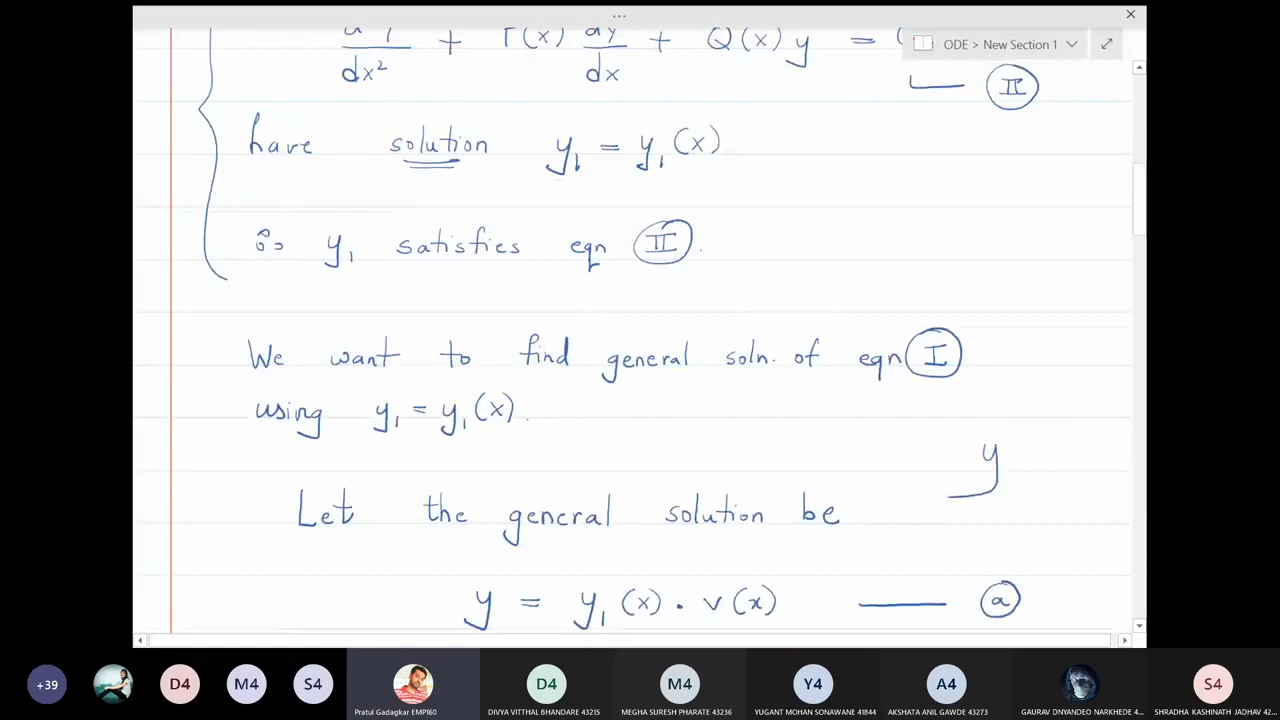 ...
×
dx² + P(x) dy/dx + Q(x) y =
ODE > New Section 1
II
have solution y₁ = y₁(x)
∴ y₁ satisfies eqn II.
We want to find general soln. of eqn I
using y₁ = y₁(x).
y
Let the general solution be
y = y₁(x) . v(x) —— a
+39 D4 M4 S4 D4 M4 Y4 A4 S4
Pratul Gadagkar EMP160 DIVYA VITTHAL BHANDARE 43215 MEGHA SURESH PHARATE 43236 YUGANT MOHAN SONAWANE 41844 AKSHATA ANIL GAWDE 43273 GAURAV DNYANDEO NARKHEDE 4... SHRADHA KASHINATH JADHAV 42...